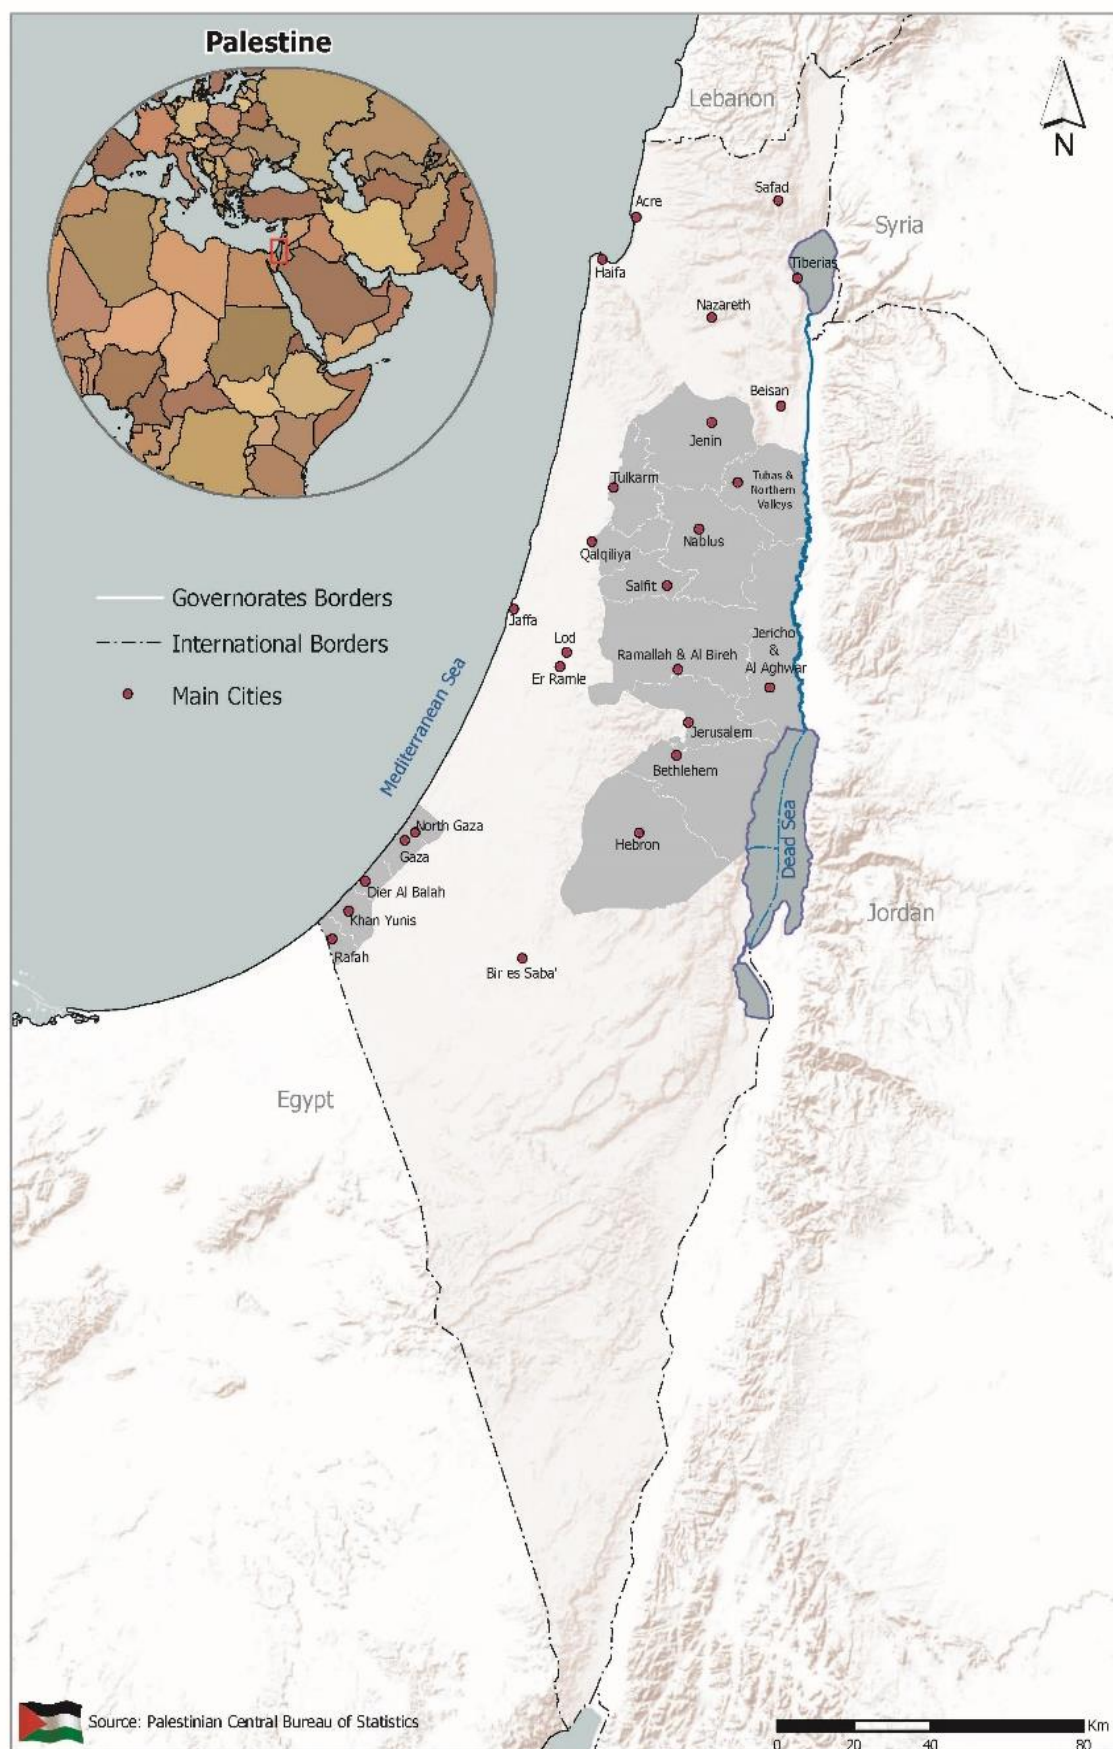 Palestine
Lebanon
N
Safad
Acre
Syria
Haifa
Tiberias
Nazareth
Beisan
Jenin
Tulkarm
Tubas &
Northern
Valleys
Nablus
Qalqiliya
Salfit
Governorates Borders
International Borders
Main Cities
Jaffa
Lod
Er Ramle
Ramallah & Al Bireh
Jericho
&
Al Aghwar
Mediterranean Sea
Jerusalem
Bethlehem
Dead Sea
North Gaza
Gaza
Hebron
Dier Al Balah
Khan Yunis
Rafah
Jordan
Bir es Saba'
Egypt
Source: Palestinian Central Bureau of Statistics
Km
0 20 40 80